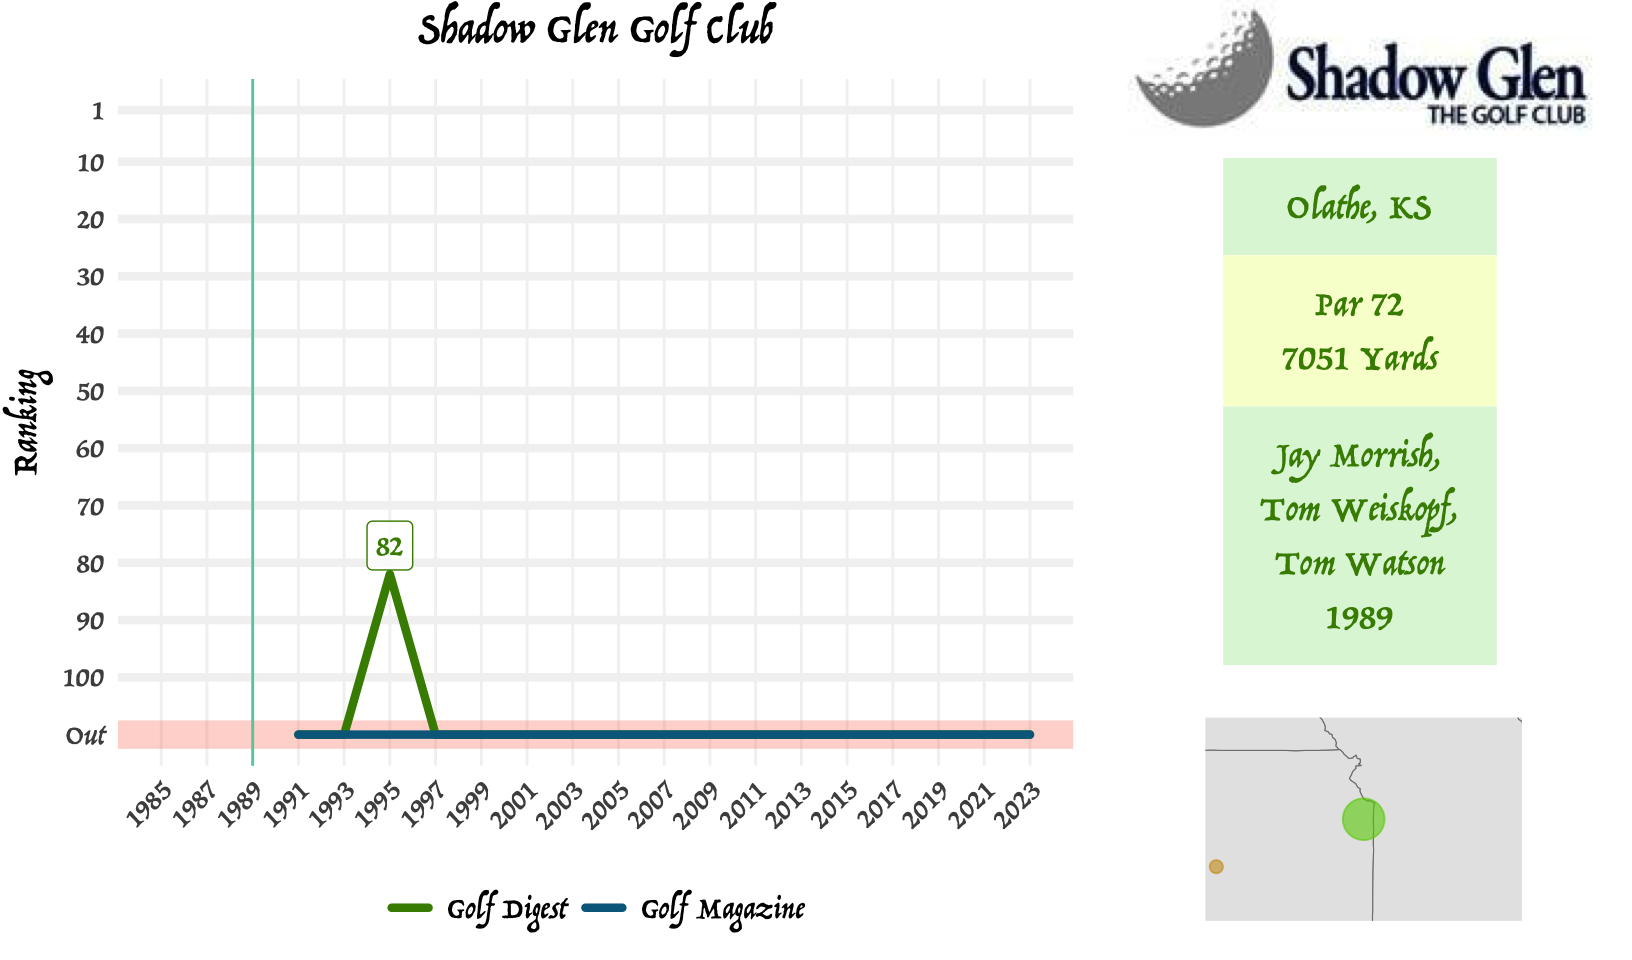 Shadow Glen Golf Club
Shadow Glen
THE GOLF CLUB
Ranking
1
10
20
30
40
50
60
70
80
90
100
Out
82
1985
1987
1989
1991
1993
1995
1997
1999
2001
2003
2005
2007
2009
2011
2013
2015
2017
2019
2021
2023
Golf Digest
Golf Magazine
Olathe, KS
Par 72
7051 Yards
Jay Morrish,
Tom Weiskopf,
Tom Watson
1989